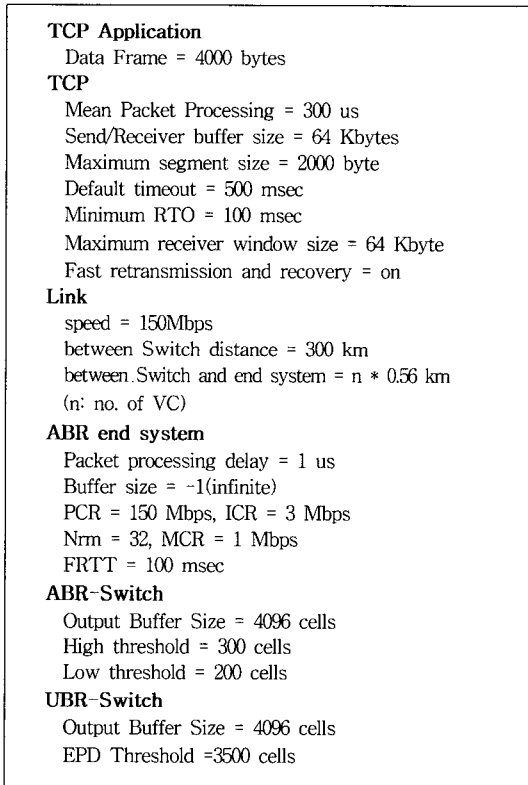 TCP Application
Data Frame = 4000 bytes
TCP
Mean Packet Processing = 300 us
Send/Receiver buffer size = 64 Kbytes
Maximum segment size = 2000 byte
Default timeout = 500 msec
Minimum RTO = 100 msec
Maximum receiver window size = 64 Kbyte
Fast retransmission and recovery = on
Link
speed = 150Mbps
between Switch distance = 300 km
between Switch and end system = n * 0.56 km
(n: no. of VC)
ABR end system
Packet processing delay = 1 us
Buffer size = -1(infinite)
PCR = 150 Mbps, ICR = 3 Mbps
Nrm = 32, MCR = 1 Mbps
FRTT = 100 msec
ABR-Switch
Output Buffer Size = 4096 cells
High threshold = 300 cells
Low threshold = 200 cells
UBR-Switch
Output Buffer Size = 4096 cells
EPD Threshold =3500 cells